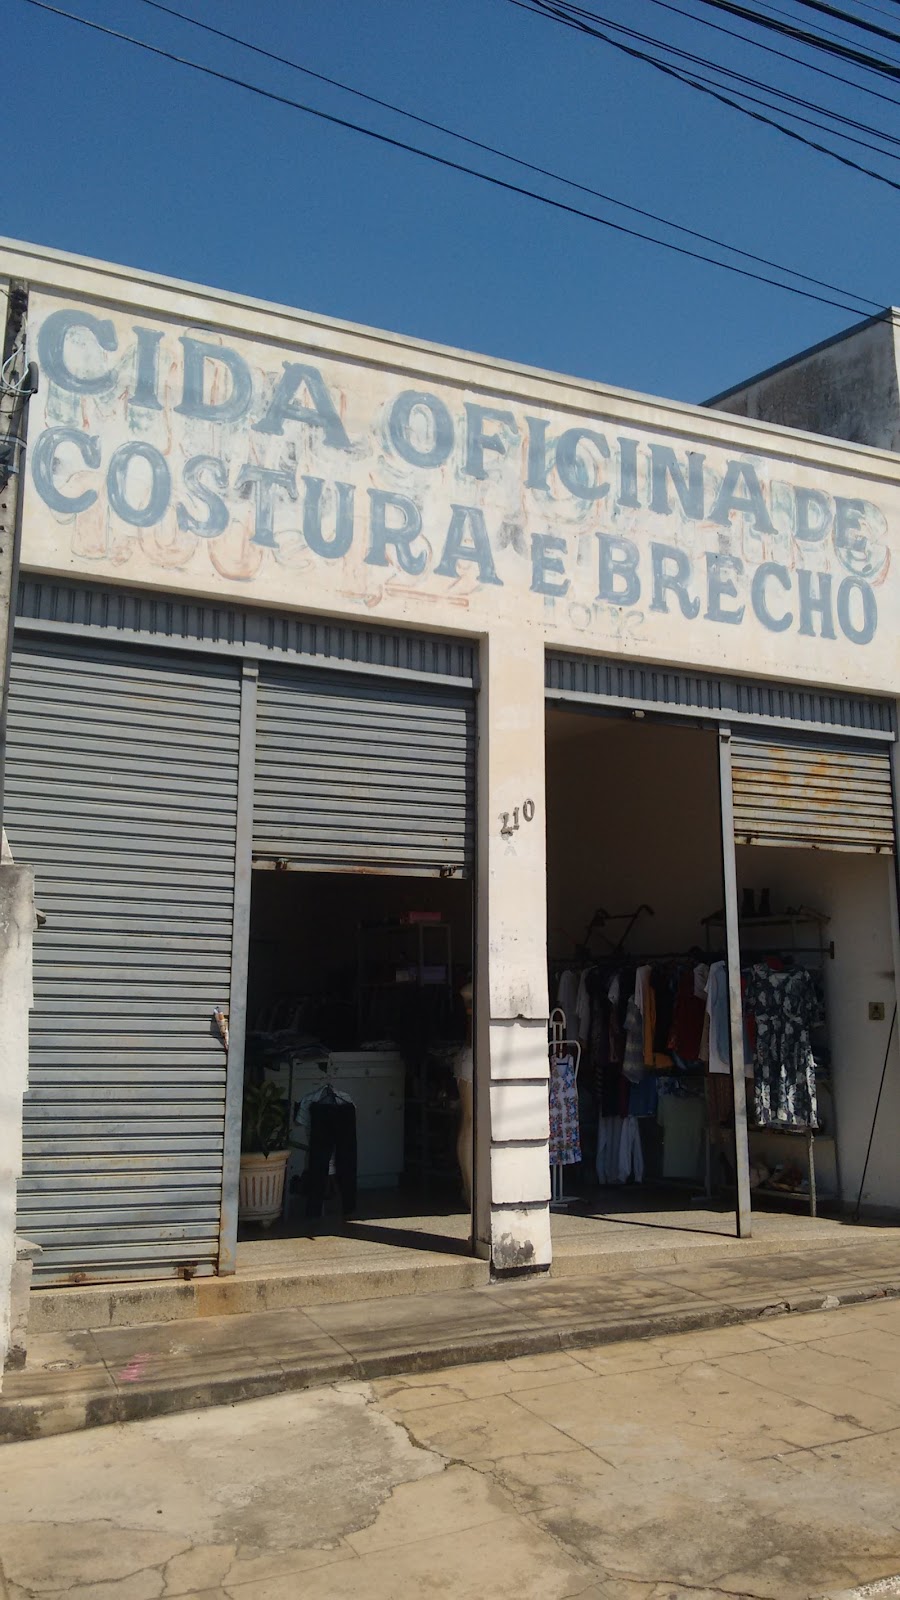 CIDA OFICINA DE
COSTURA E BRECHÓ
210